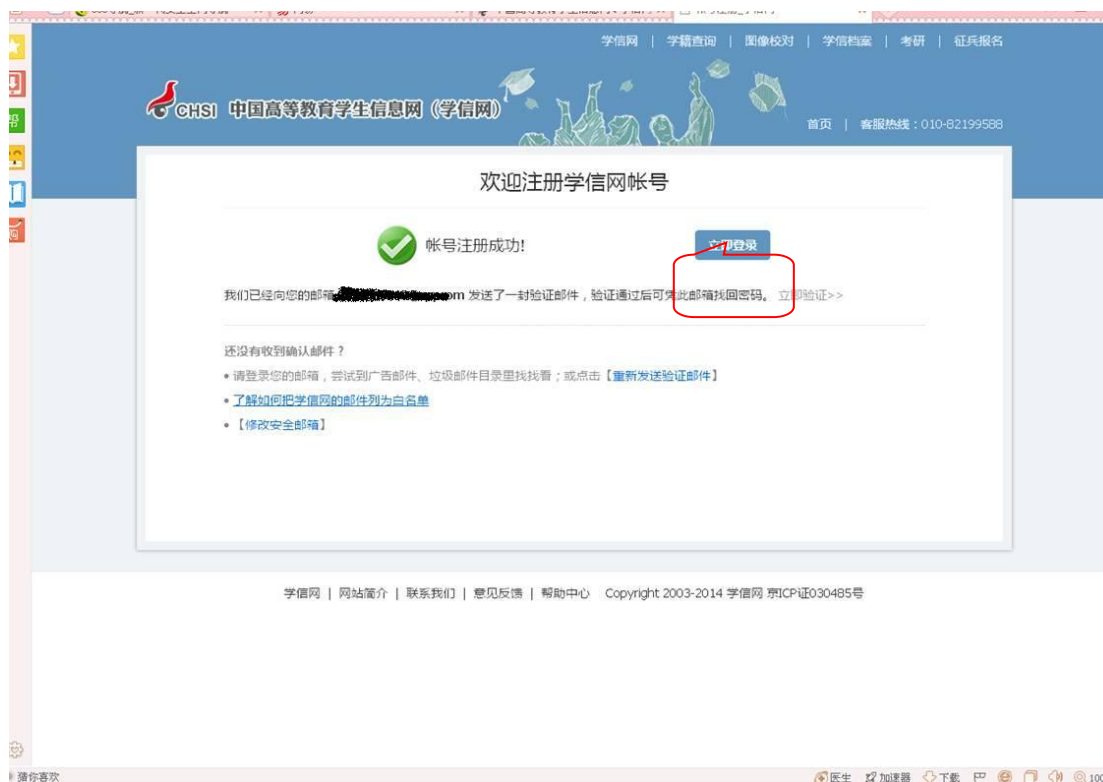 学信网 | 学籍查询 | 图像校对 | 学信档案 | 考研 | 征兵报名
CHSI 中国高等教育学生信息网（学信网）
首页 | 客服热线：010-82199588
帮
购
欢迎注册学信网帐号
帐号注册成功!
立即登录
我们已经向您的邮箱 om 发送了一封验证邮件，验证通过后可凭此邮箱找回密码。 立即验证>>
还没有收到确认邮件？
• 请登录您的邮箱，尝试到广告邮件、垃圾邮件目录里找找看；或点击【重新发送验证邮件】
• 了解如何把学信网的邮件列为白名单
• 【修改安全邮箱】
学信网 | 网站简介 | 联系我们 | 意见反馈 | 帮助中心 Copyright 2003-2014 学信网 京ICP证030485号
猜你喜欢
医生 加速器 下载